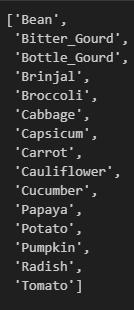 ['Bean',
'Bitter_Gourd',
'Bottle_Gourd',
'Brinjal',
'Broccoli',
'Cabbage',
'Capsicum',
'Carrot',
'Cauliflower',
'Cucumber',
'Papaya',
'Potato',
'Pumpkin',
'Radish',
'Tomato']